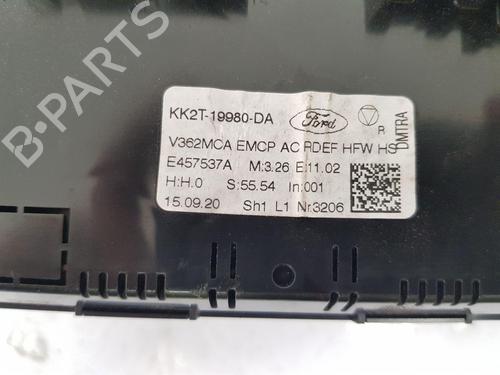 KK2T-19980-DA Ford R
V362MCA EMCP AC RDEF HFW HS
E457537A M:3.26 E:11.02
H:H.0 S:55.54 In:001
15.09.20 Sh1 L1 Nr3206
DMTRA
B-PARTS